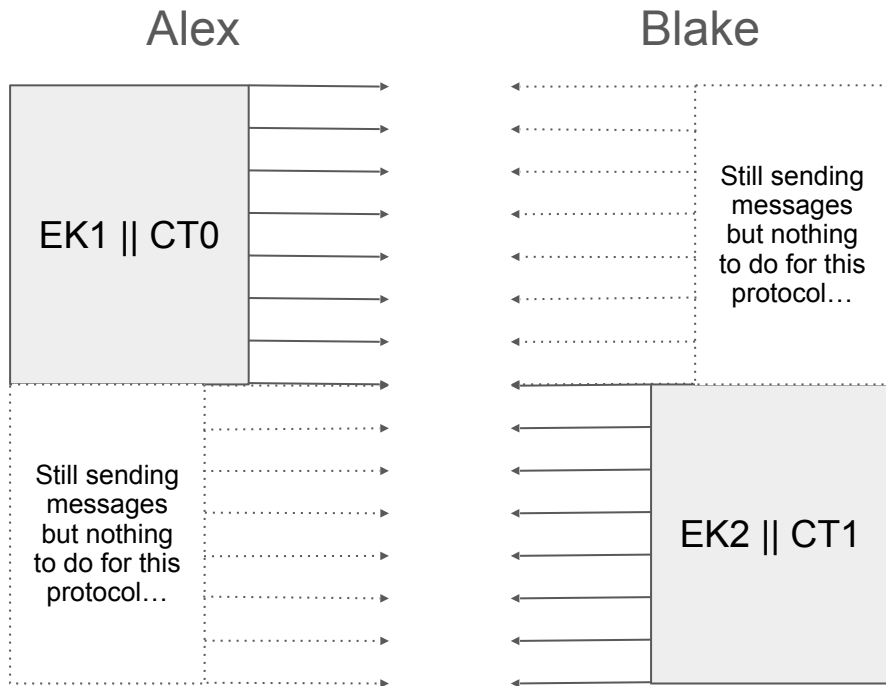 Alex
Blake
EK1 || CT0
Still sending
messages
but nothing
to do for this
protocol…
Still sending
messages
but nothing
to do for this
protocol…
EK2 || CT1